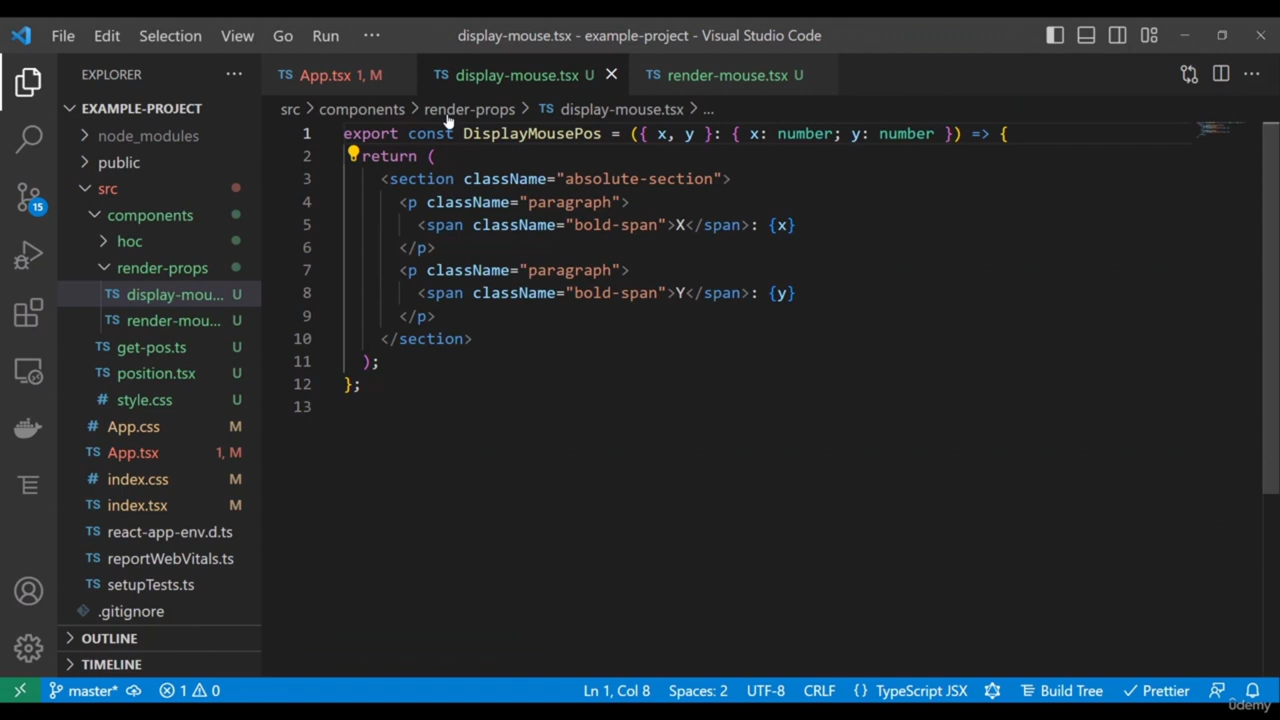 File Edit Selection View Go Run ··· display-mouse.tsx - example-project - Visual Studio Code
EXPLORER ···
TS App.tsx 1, M TS display-mouse.tsx U TS render-mouse.tsx U ···
EXAMPLE-PROJECT
src > components > render-props > TS display-mouse.tsx > ...
node_modules
public
src
components
hoc
render-props
TS display-mou... U
TS render-mou... U
TS get-pos.ts U
TS position.tsx U
# style.css U
# App.css M
TS App.tsx 1, M
# index.css M
TS index.tsx M
TS react-app-env.d.ts
TS reportWebVitals.ts
TS setupTests.ts
.gitignore
OUTLINE
TIMELINE
15
1 export const DisplayMousePos = ({ x, y }: { x: number; y: number }) => {
2 return (
3 <section className="absolute-section">
4 <p className="paragraph">
5 <span className="bold-span">X</span>: {x}
6 </p>
7 <p className="paragraph">
8 <span className="bold-span">Y</span>: {y}
9 </p>
10 </section>
11 );
12 };
13
master* 1 0 Ln 1, Col 8 Spaces: 2 UTF-8 CRLF {} TypeScript JSX Build Tree Prettier
ûdemy